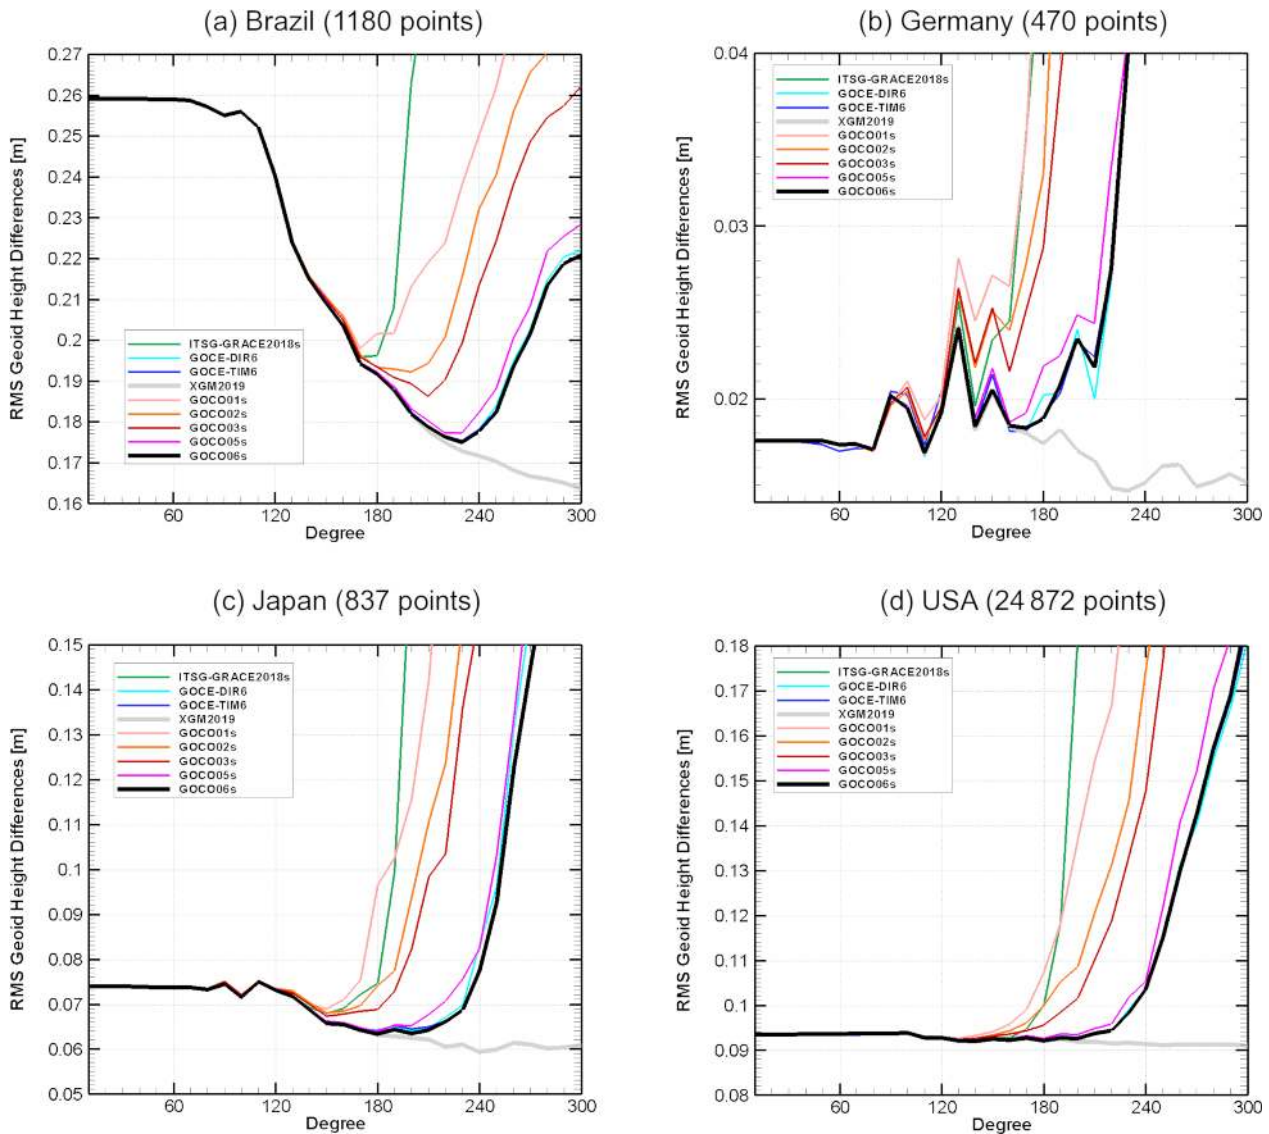 (a) Brazil (1180 points)
RMS Geoid Height Differences [m]
0.27
0.26
0.25
0.24
0.23
0.22
0.21
0.2
0.19
0.18
0.17
0.16
ITSG-GRACE2018s
GOCE-DIR6
GOCE-TIM6
XGM2019
GOCO01s
GOCO02s
GOCO03s
GOCO05s
GOCO06s
60 120 180 240 300
Degree
(b) Germany (470 points)
RMS Geoid Height Differences [m]
0.04
0.03
0.02
ITSG-GRACE2018s
GOCE-DIR6
GOCE-TIM6
XGM2019
GOCO01s
GOCO02s
GOCO03s
GOCO05s
GOCO06s
60 120 180 240 300
Degree
(c) Japan (837 points)
RMS Geoid Height Differences [m]
0.15
0.14
0.13
0.12
0.11
0.1
0.09
0.08
0.07
0.06
0.05
ITSG-GRACE2018s
GOCE-DIR6
GOCE-TIM6
XGM2019
GOCO01s
GOCO02s
GOCO03s
GOCO05s
GOCO06s
60 120 180 240 300
Degree
(d) USA (24 872 points)
RMS Geoid Height Differences [m]
0.18
0.17
0.16
0.15
0.14
0.13
0.12
0.11
0.1
0.09
0.08
ITSG-GRACE2018s
GOCE-DIR6
GOCE-TIM6
XGM2019
GOCO01s
GOCO02s
GOCO03s
GOCO05s
GOCO06s
60 120 180 240 300
Degree